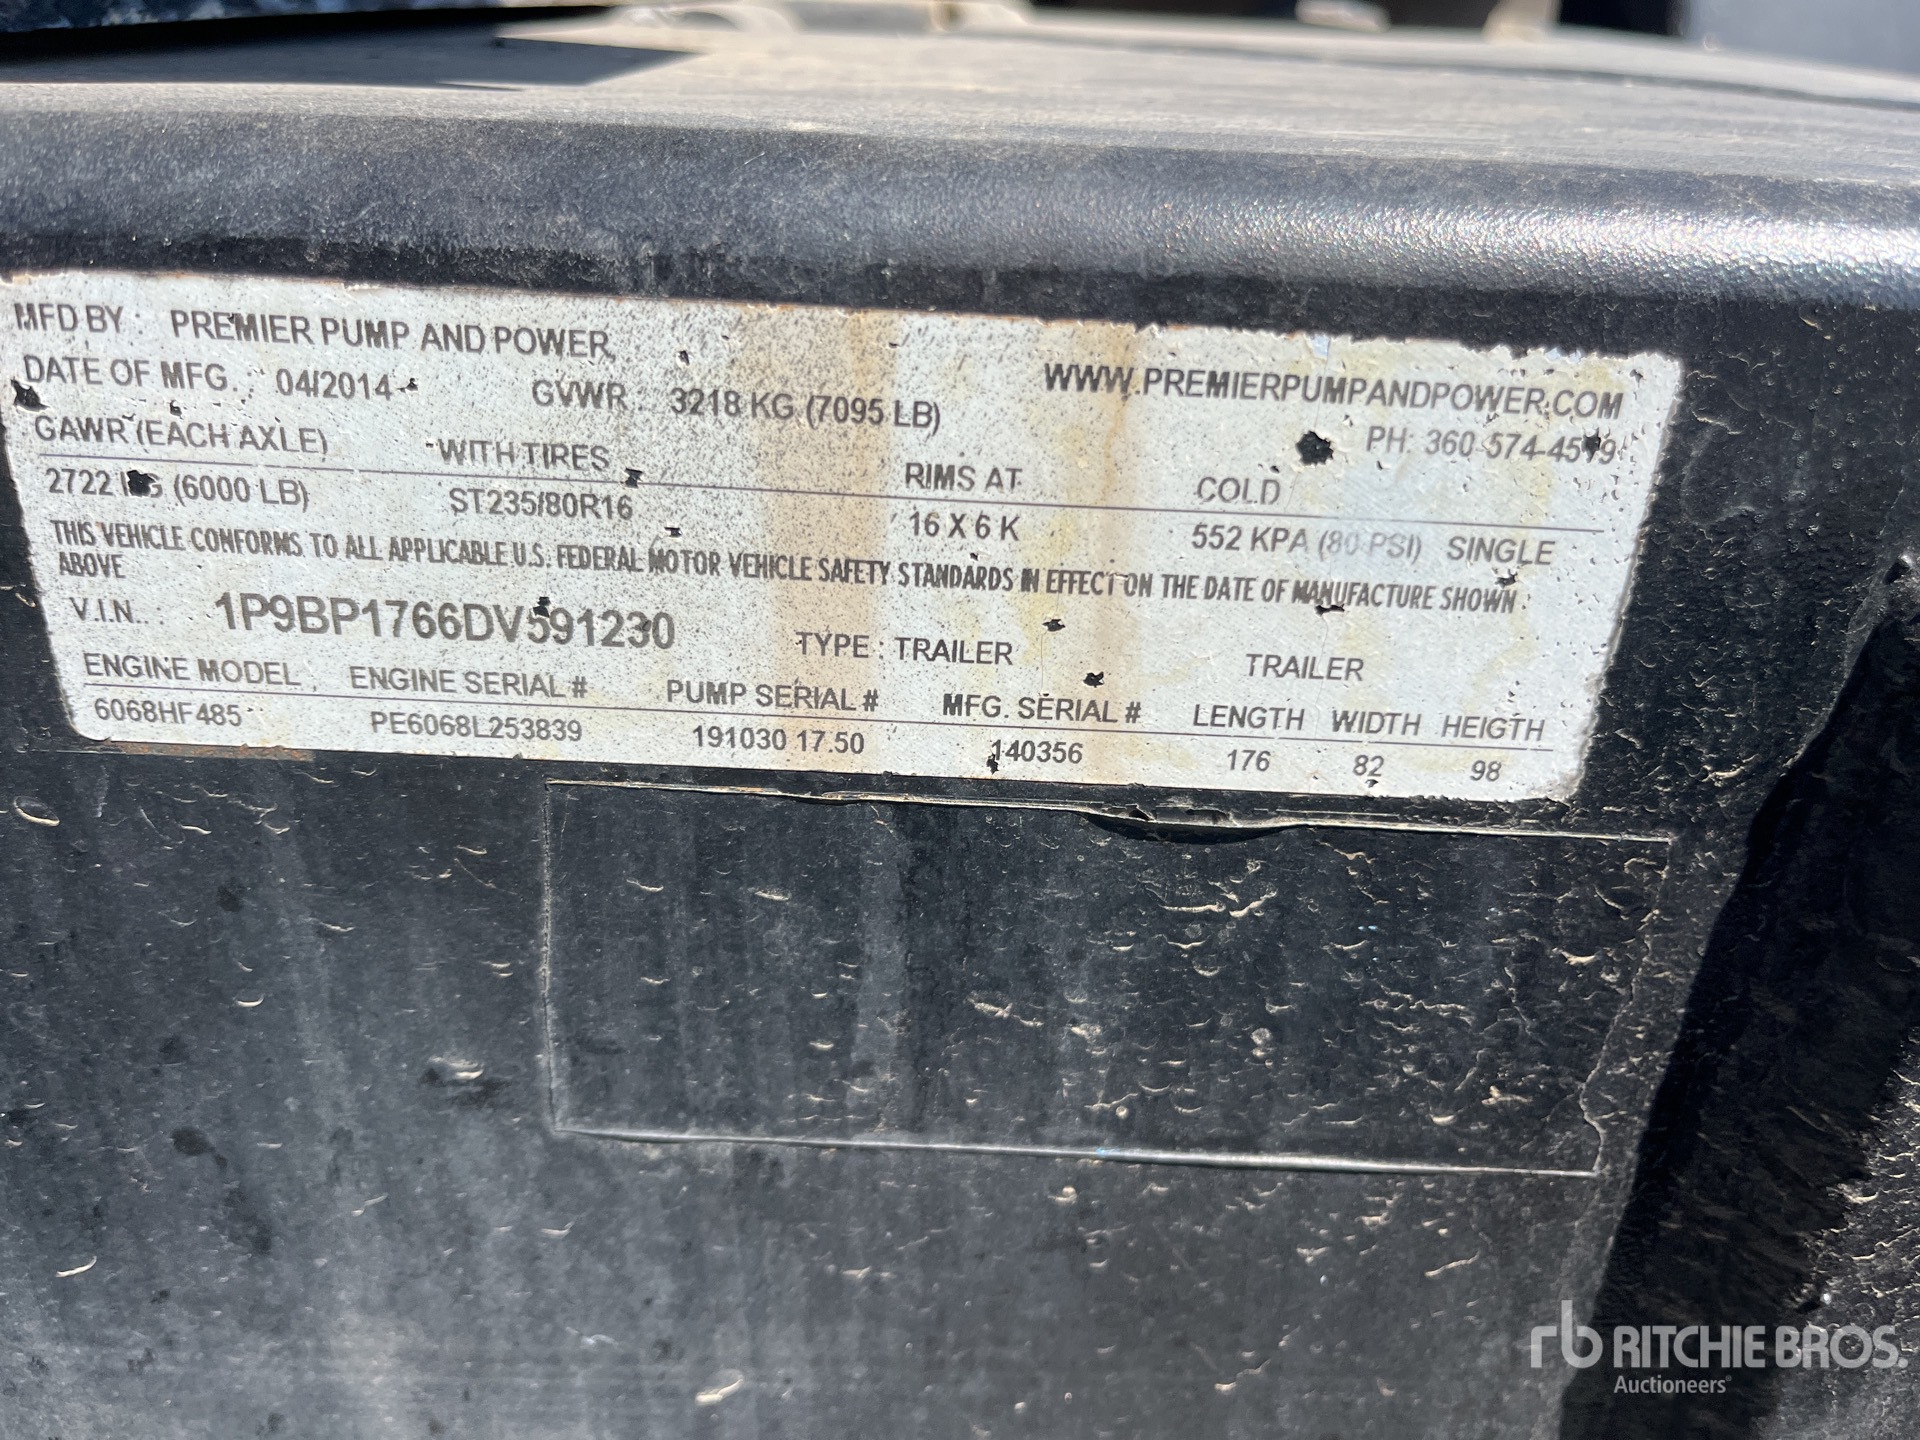 MFD BY : PREMIER PUMP AND POWER
WWW.PREMIERPUMPANDPOWER.COM
DATE OF MFG. : 04/2014 GVWR : 3218 KG (7095 LB)
PH: 360-574-4519
GAWR (EACH AXLE) WITH TIRES RIMS AT COLD
2722 KG (6000 LB) ST235/80R16 16 X 6 K 552 KPA (80 PSI) SINGLE
THIS VEHICLE CONFORMS TO ALL APPLICABLE U.S. FEDERAL MOTOR VEHICLE SAFETY STANDARDS IN EFFECT ON THE DATE OF MANUFACTURE SHOWN
ABOVE
V.I.N.: 1P9BP1766DV591230 TYPE : TRAILER TRAILER
ENGINE MODEL ENGINE SERIAL # PUMP SERIAL # MFG. SERIAL # LENGTH WIDTH HEIGTH
6068HF485 PE6068L253839 191030 17.50 140356 176 82 98
rb RITCHIE BROS.
Auctioneers